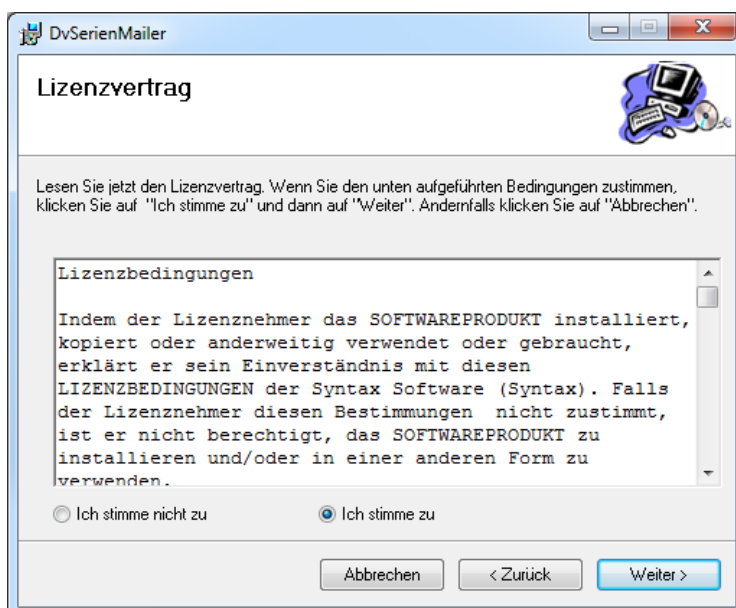 DvSerienMailer
Lizenzvertrag
Lesen Sie jetzt den Lizenzvertrag. Wenn Sie den unten aufgeführten Bedingungen zustimmen,
klicken Sie auf "Ich stimme zu" und dann auf "Weiter". Andernfalls klicken Sie auf "Abbrechen".
Lizenzbedingungen
Indem der Lizenznehmer das SOFTWAREPRODUKT installiert,
kopiert oder anderweitig verwendet oder gebraucht,
erklärt er sein Einverständnis mit diesen
LIZENZBEDINGUNGEN der Syntax Software (Syntax). Falls
der Lizenznehmer diesen Bestimmungen nicht zustimmt,
ist er nicht berechtigt, das SOFTWAREPRODUKT zu
installieren und/oder in einer anderen Form zu
verwenden.
Ich stimme nicht zu
Ich stimme zu
Abbrechen
< Zurück
Weiter >